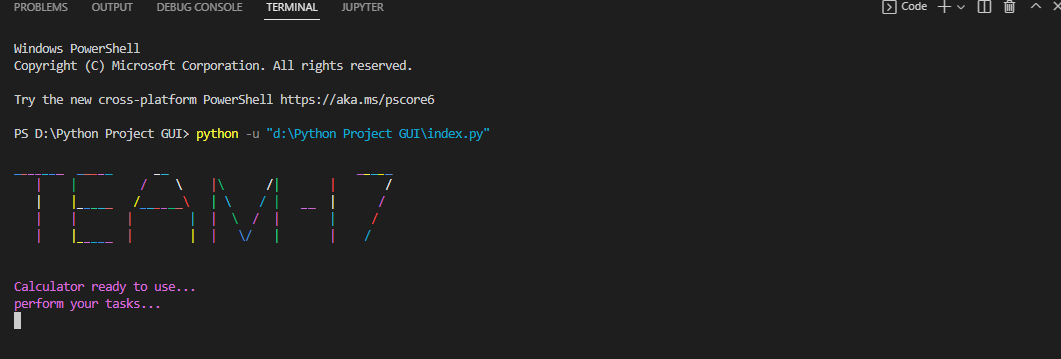 PROBLEMS OUTPUT DEBUG CONSOLE TERMINAL JUPYTER Code
Windows PowerShell
Copyright (C) Microsoft Corporation. All rights reserved.
Try the new cross-platform PowerShell https://aka.ms/pscore6
PS D:\Python Project GUI> python -u "d:\Python Project GUI\index.py"
TEAM-17
Calculator ready to use...
perform your tasks...